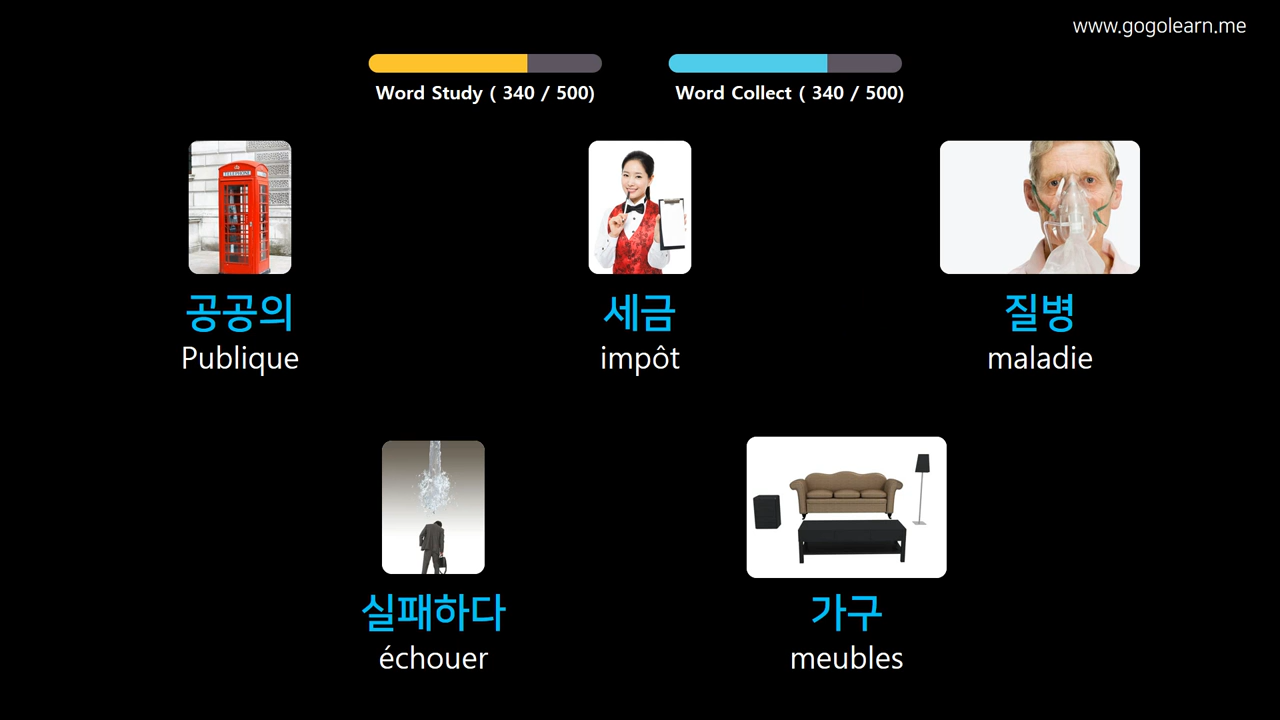 www.gogolearn.me
Word Study ( 340 / 500)
Word Collect ( 340 / 500)
TELEPHONE
공공의
Publique
세금
impôt
질병
maladie
실패하다
échouer
가구
meubles